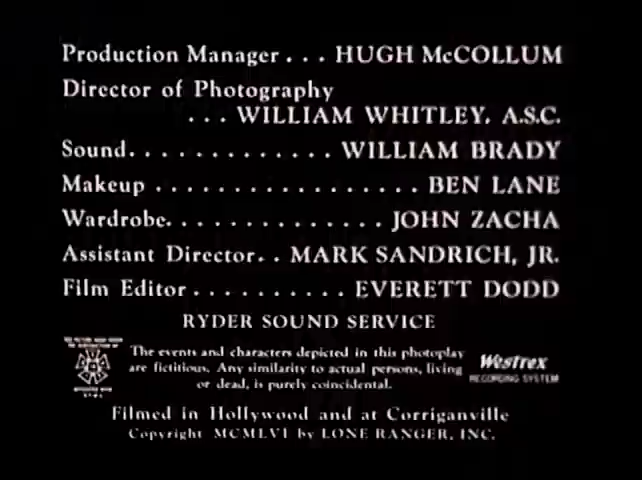 Production Manager . . . HUGH McCOLLUM
Director of Photography
. . . WILLIAM WHITLEY, A.S.C.
Sound. . . . . . . . . . . . . WILLIAM BRADY
Makeup . . . . . . . . . . . . . . . . . BEN LANE
Wardrobe. . . . . . . . . . . . . . JOHN ZACHA
Assistant Director. . MARK SANDRICH, JR.
Film Editor . . . . . . . . . . EVERETT DODD
RYDER SOUND SERVICE
The events and characters depicted in this photoplay
are fictitious. Any similarity to actual persons, living
or dead, is purely coincidental.
Westrex
RECORDING SYSTEM
Filmed in Hollywood and at Corriganville
Copyright MCMLVI by LONE RANGER, INC.